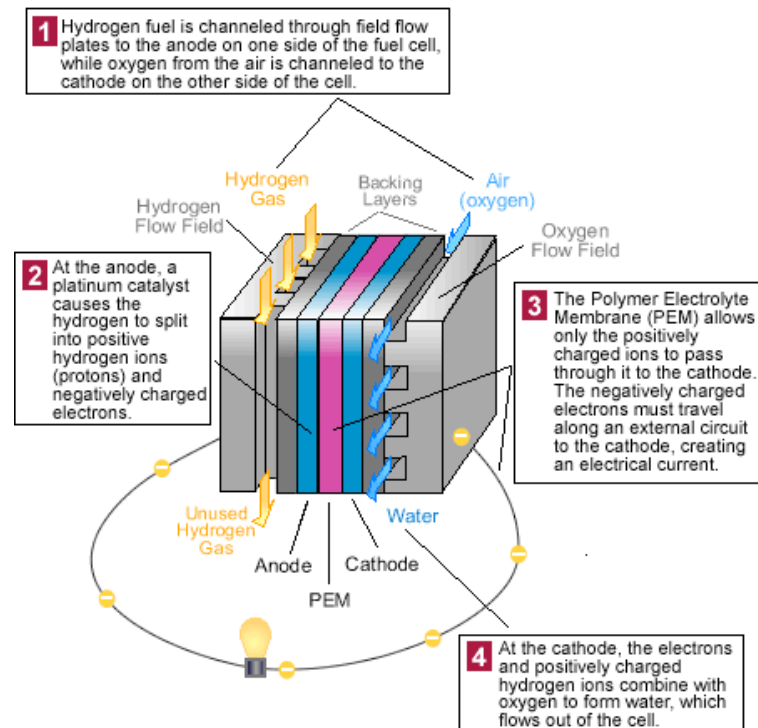 1 Hydrogen fuel is channeled through field flow
plates to the anode on one side of the fuel cell,
while oxygen from the air is channeled to the
cathode on the other side of the cell.
Hydrogen
Gas
Backing
Layers
Air
(oxygen)
Hydrogen
Flow Field
Oxygen
Flow Field
2 At the anode, a
platinum catalyst
causes the
hydrogen to split
into positive
hydrogen ions
(protons) and
negatively charged
electrons.
3 The Polymer Electrolyte
Membrane (PEM) allows
only the positively
charged ions to pass
through it to the cathode.
The negatively charged
electrons must travel
along an external circuit
to the cathode, creating
an electrical current.
Unused
Hydrogen
Gas
Water
Anode
Cathode
PEM
4 At the cathode, the electrons
and positively charged
hydrogen ions combine with
oxygen to form water, which
flows out of the cell.